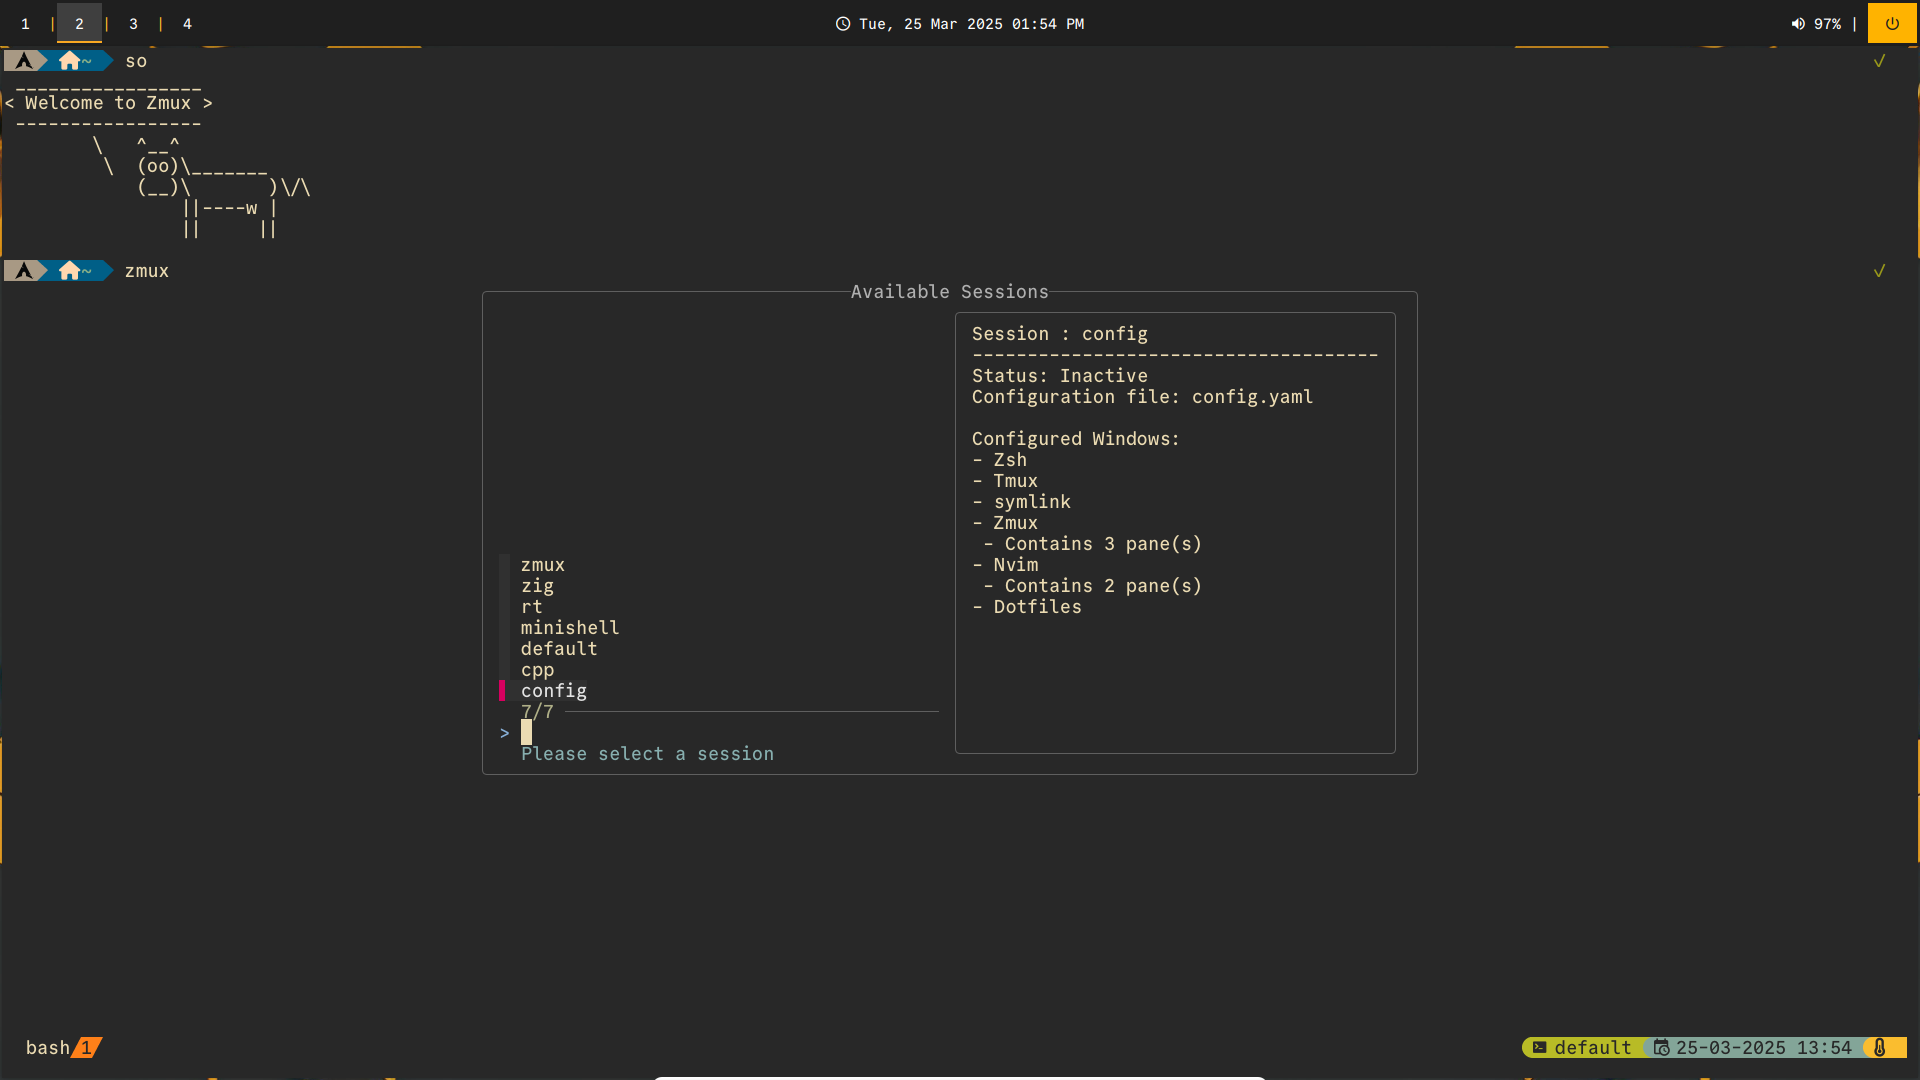 1 | 2 | 3 | 4
Tue, 25 Mar 2025 01:54 PM
97% |
~ so ✓
_________________
< Welcome to Zmux >
-----------------
\   ^__^
\  (oo)\_______
(__)\       )\/\
||----w |
||     ||
~ zmux ✓
Available Sessions
zmux
zig
rt
minishell
default
cpp
config
7/7
>
Please select a session
Session : config
-------------------------------------
Status: Inactive
Configuration file: config.yaml
Configured Windows:
- Zsh
- Tmux
- symlink
- Zmux
- Contains 3 pane(s)
- Nvim
- Contains 2 pane(s)
- Dotfiles
bash 1
default 25-03-2025 13:54